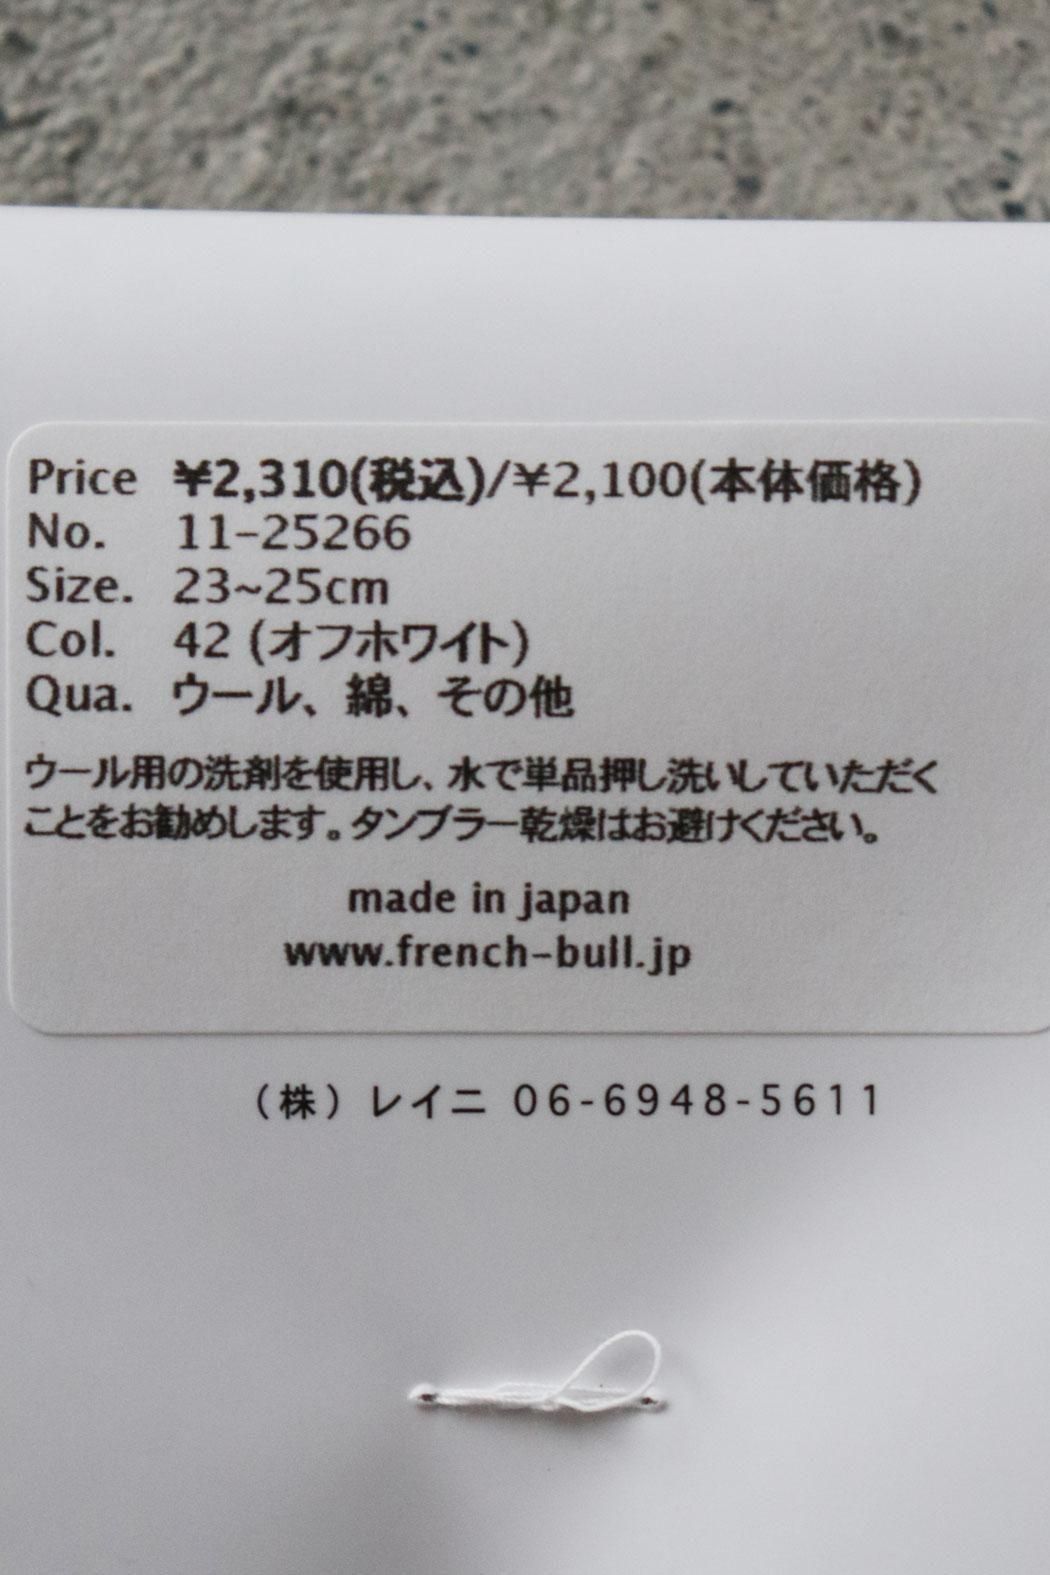 Price ¥2,310(税込)/¥2,100(本体価格)
No. 11-25266
Size. 23~25cm
Col. 42 (オフホワイト)
Qua. ウール、綿、その他
ウール用の洗剤を使用し、水で単品押し洗いしていただく
ことをお勧めします。タンブラー乾燥はお避けください。
made in japan
www.french-bull.jp
（株）レイニ 06-6948-5611